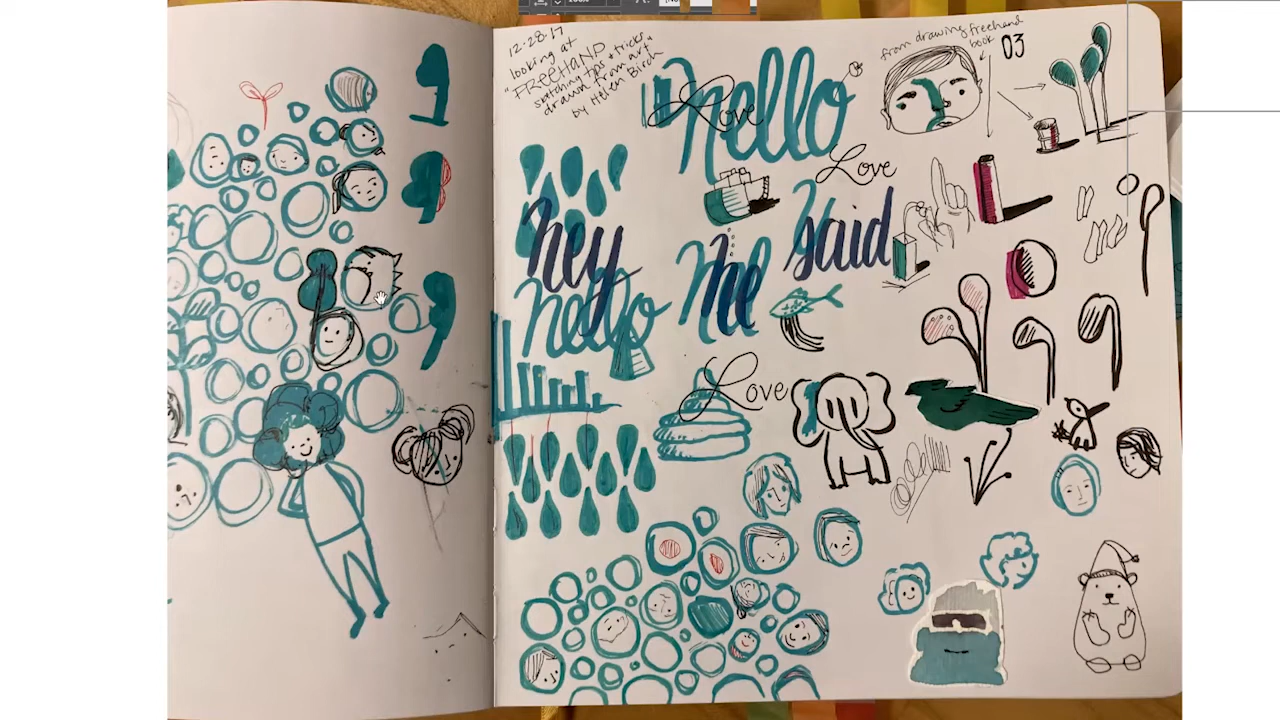 12-28-17
looking at
"FREEHAND
sketching tips + tricks
drawn from art"
by Helen Birch
from drawing freehand
book
03
hello
Love
Love
hey
said
hello
He
Love